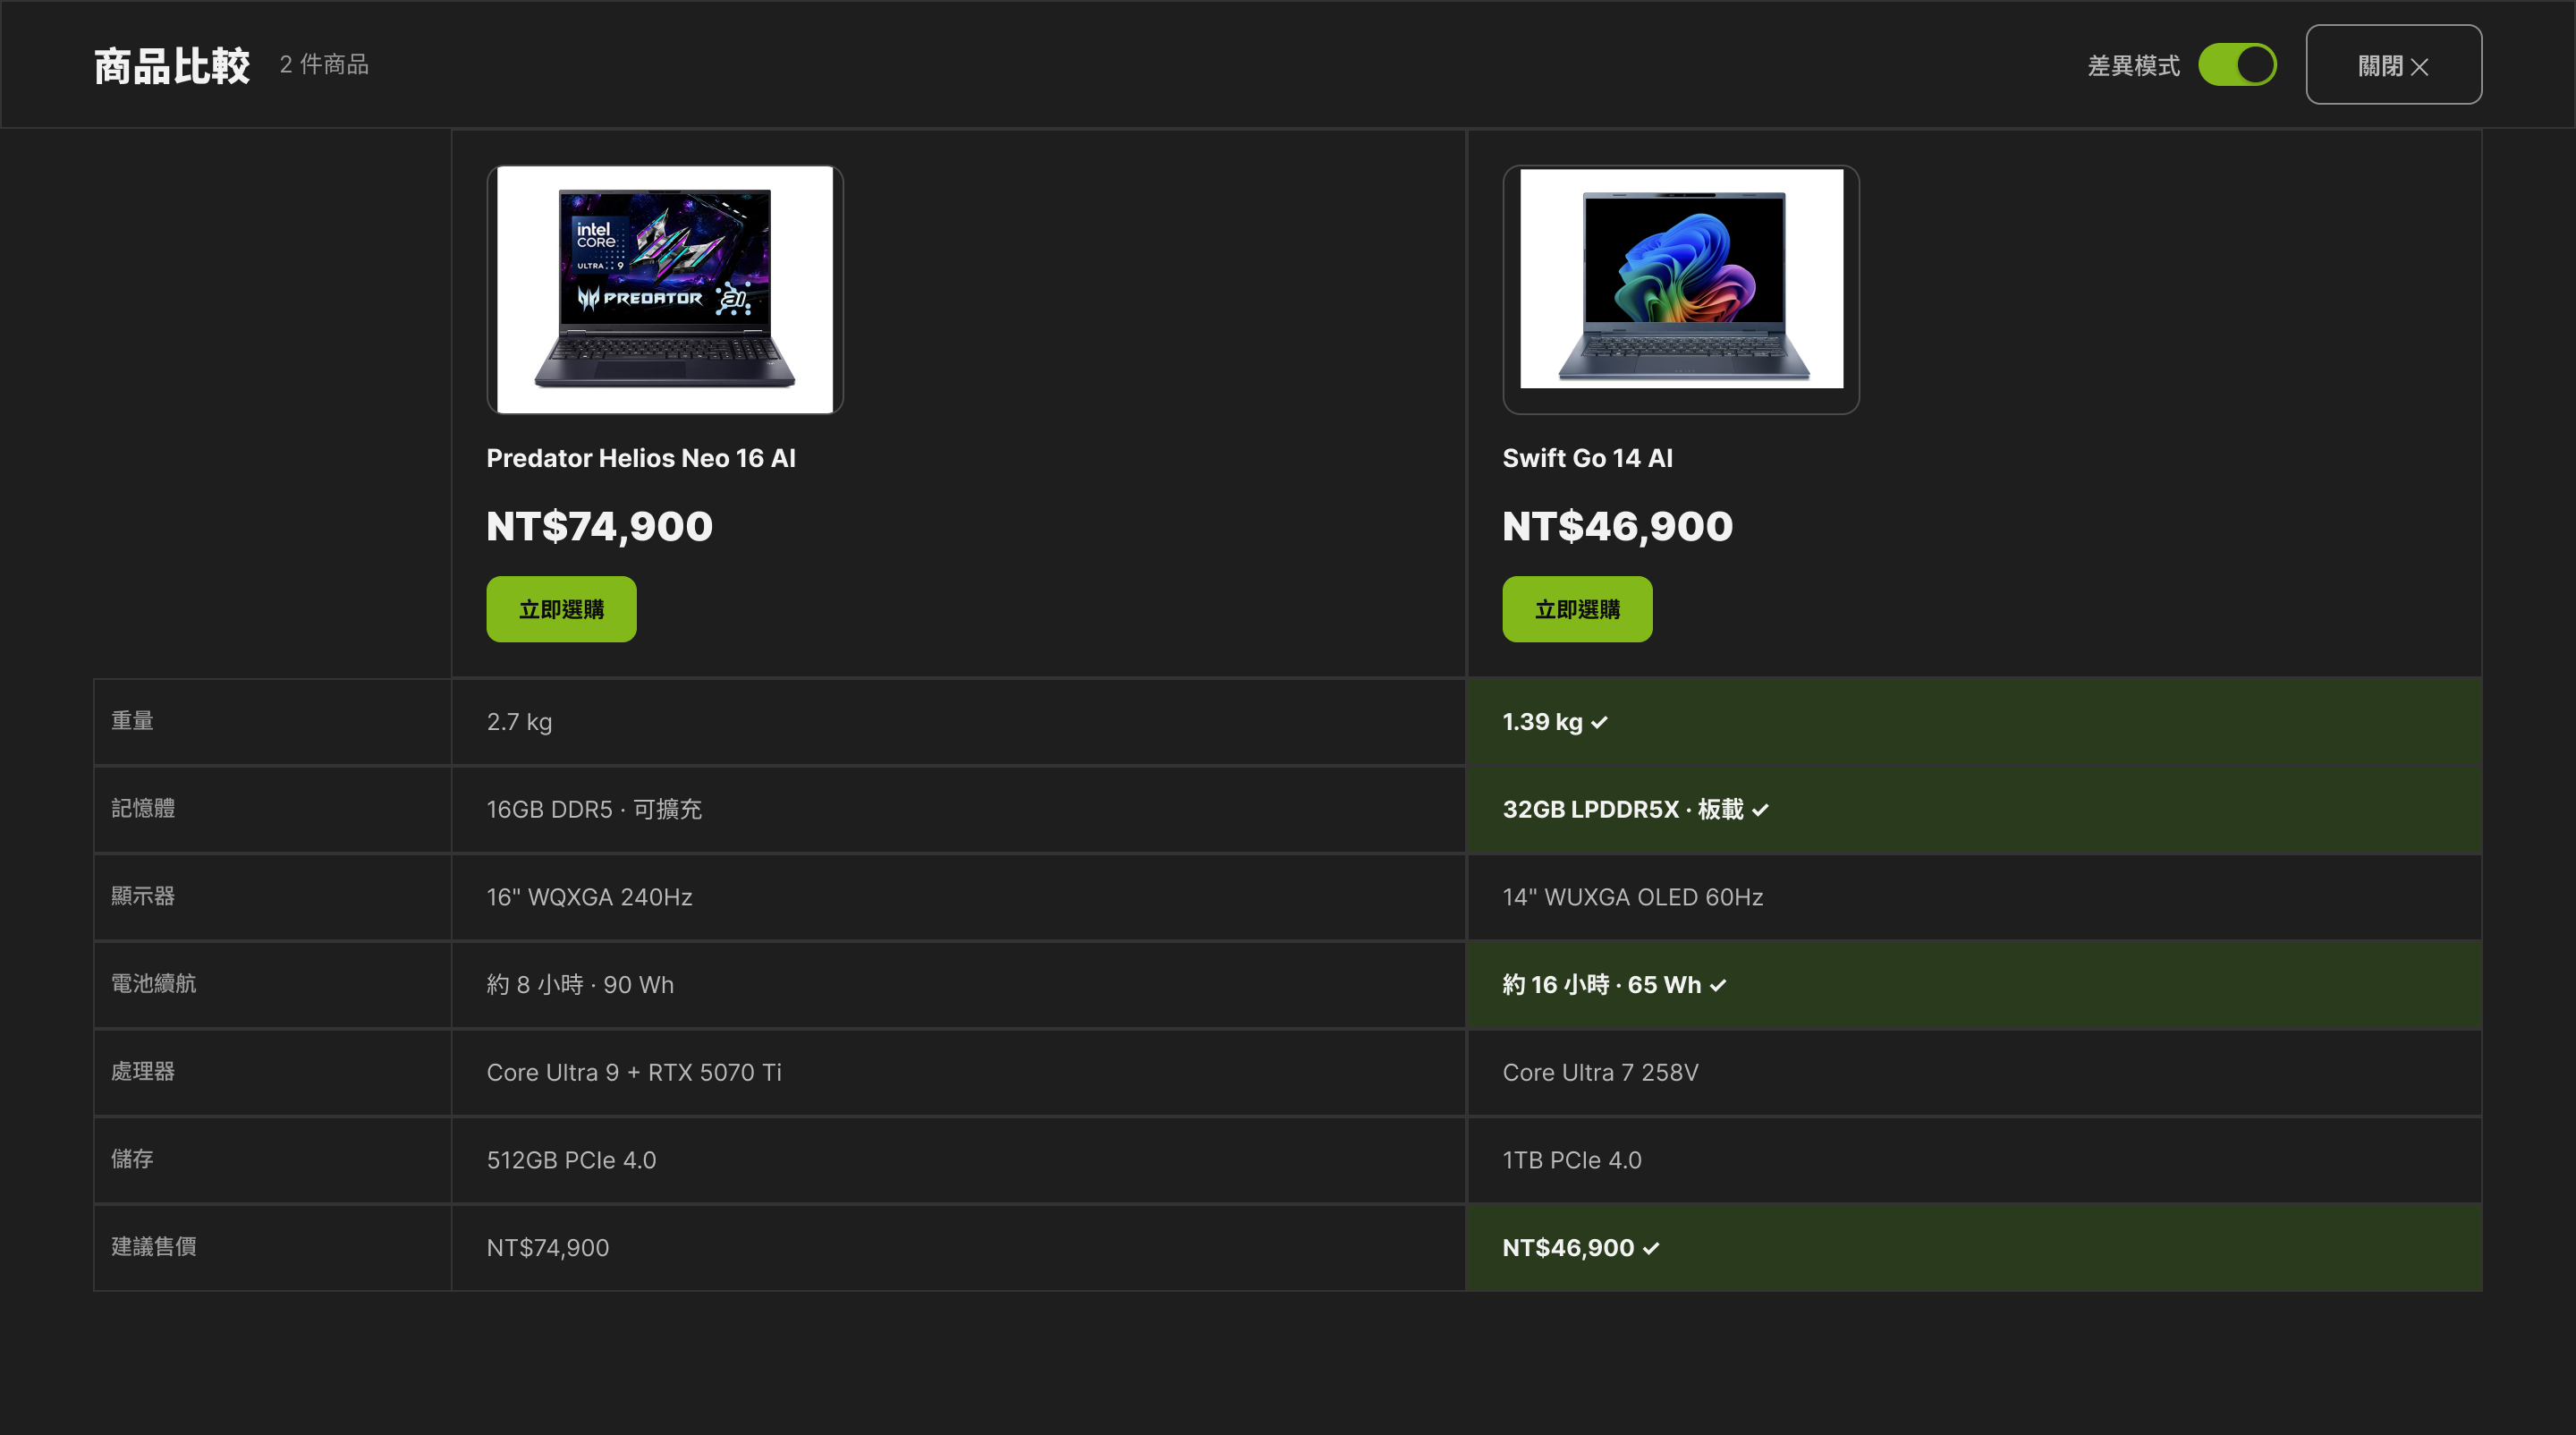 商品比較 2 件商品 差異模式 關閉 ×
intel
CORE
ULTRA 9
PREDATOR ai
Predator Helios Neo 16 AI
NT$74,900
立即選購
Swift Go 14 AI
NT$46,900
立即選購
重量 2.7 kg 1.39 kg ✓
記憶體 16GB DDR5 · 可擴充 32GB LPDDR5X · 板載 ✓
顯示器 16" WQXGA 240Hz 14" WUXGA OLED 60Hz
電池續航 約 8 小時 · 90 Wh 約 16 小時 · 65 Wh ✓
處理器 Core Ultra 9 + RTX 5070 Ti Core Ultra 7 258V
儲存 512GB PCIe 4.0 1TB PCIe 4.0
建議售價 NT$74,900 NT$46,900 ✓